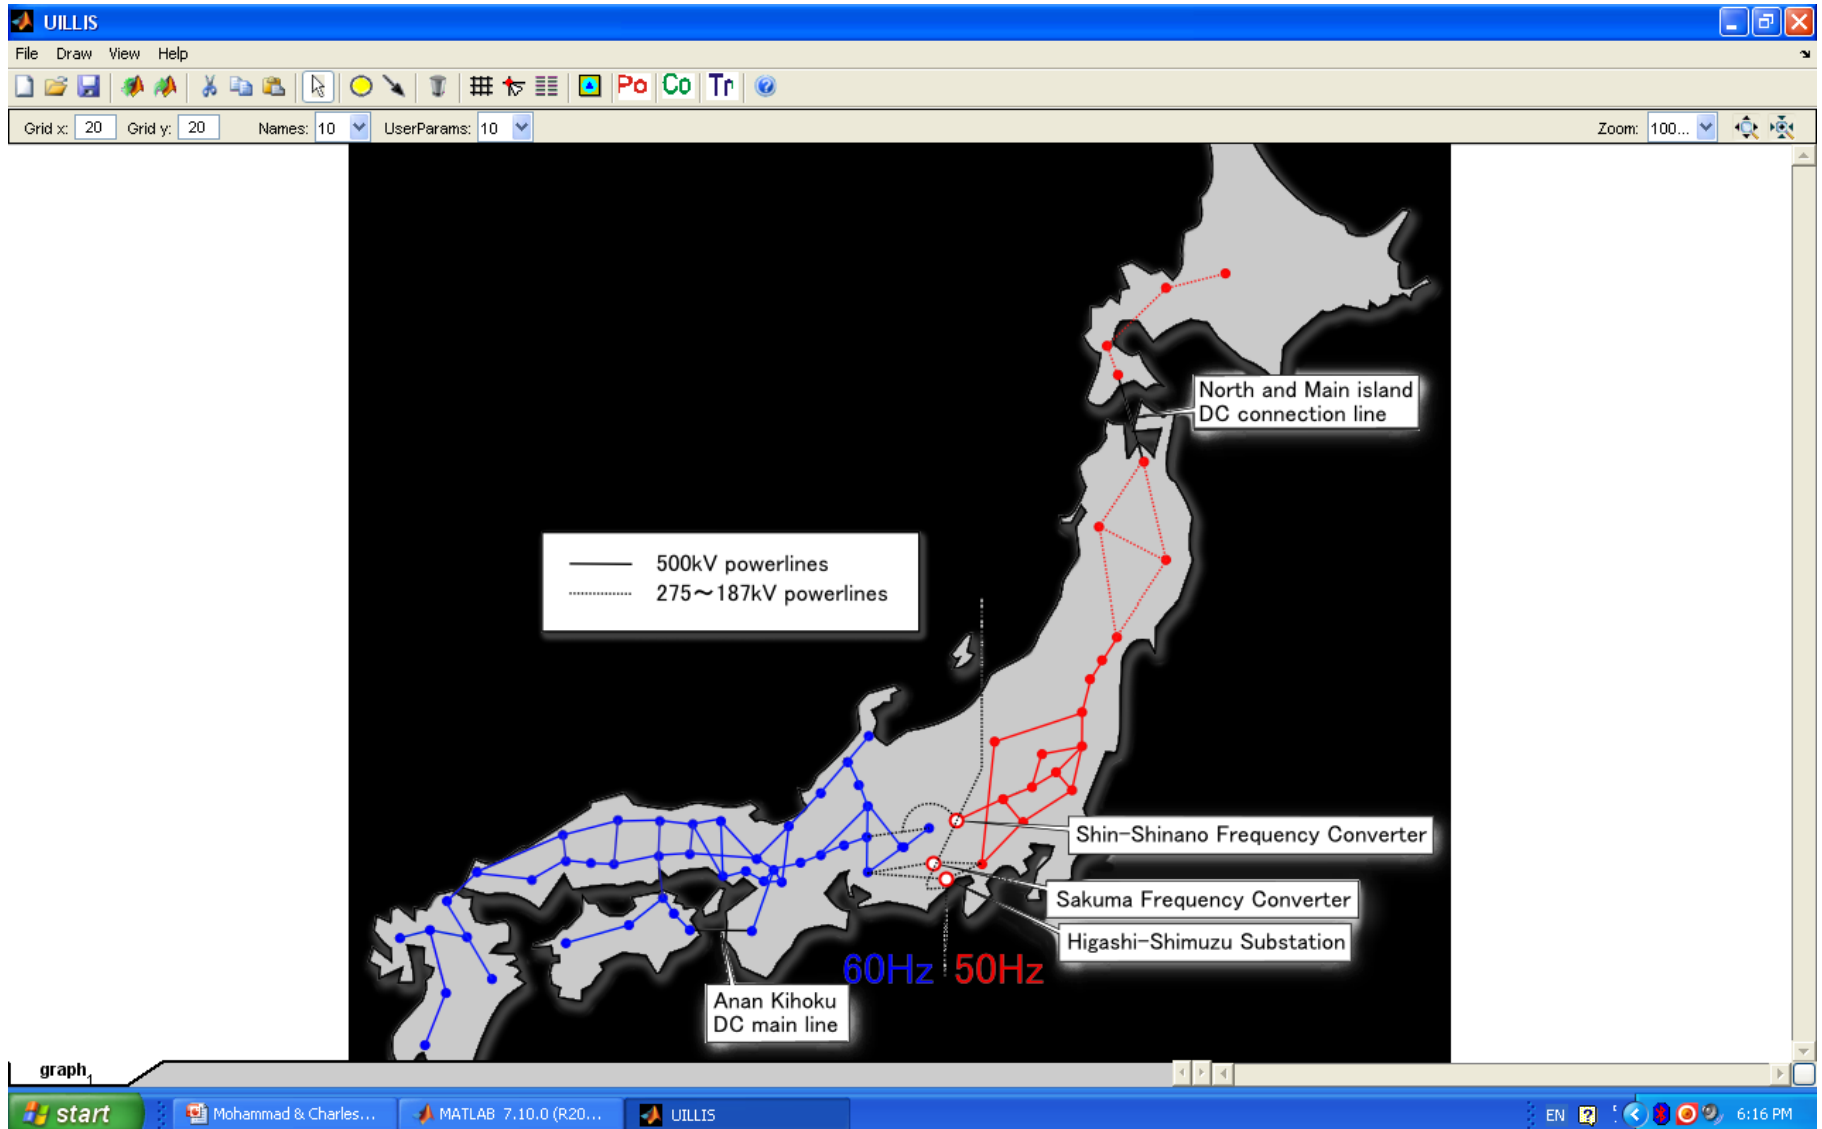 UILLIS
File Draw View Help
Po Co Tr
Grid x: 20 Grid y: 20 Names: 10 UserParams: 10 Zoom: 100...
North and Main island
DC connection line
500kV powerlines
275~187kV powerlines
Shin-Shinano Frequency Converter
Sakuma Frequency Converter
Higashi-Shimuzu Substation
60Hz 50Hz
Anan Kihoku
DC main line
graph1
start Mohammad & Charles... MATLAB 7.10.0 (R20... UILLIS EN 6:16 PM